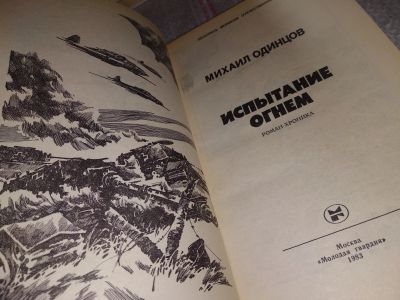 МИХАИЛ ОДИНЦОВ
ИСПЫТАНИЕ
ОГНЕМ
РОМАН-ХРОНИКА
Москва
«Молодая гвардия»
1983